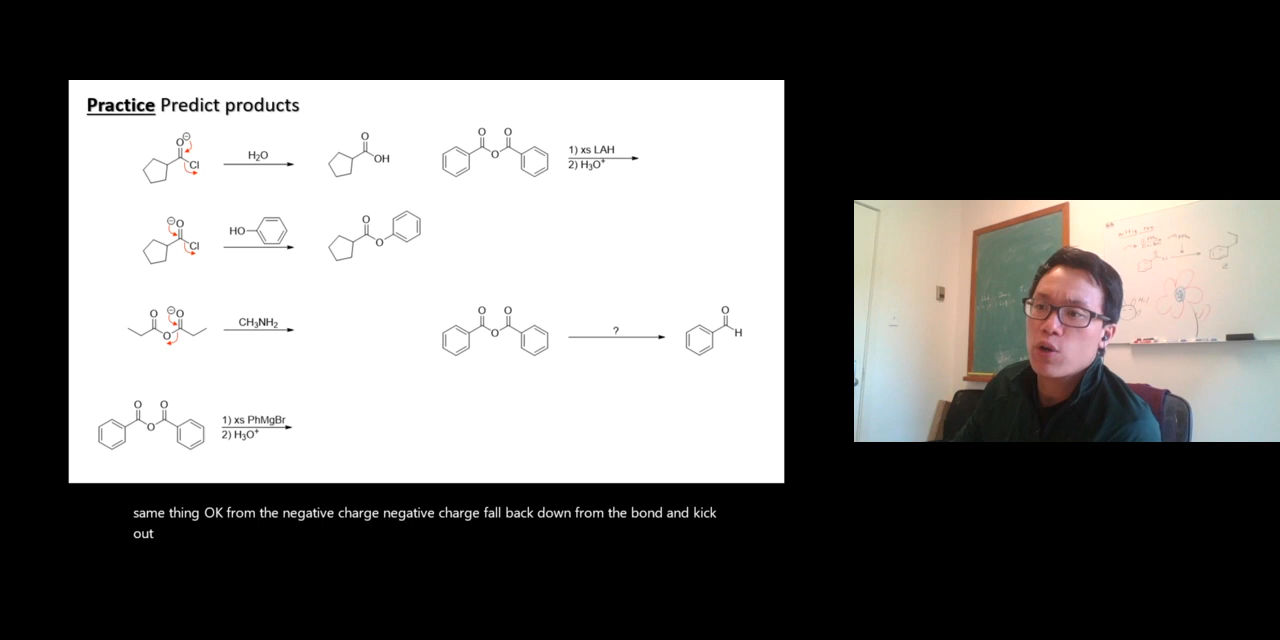 Practice Predict products
O⊖
Cl
H₂O
O
OH
O O
O
1) xs LAH
2) H₃O⁺
⊖O
Cl
HO
O
O
O ⊖O
O
CH₃NH₂
O O
O
?
O
H
O O
O
1) xs PhMgBr
2) H₃O⁺
same thing OK from the negative charge negative charge fall back down from the bond and kick
out